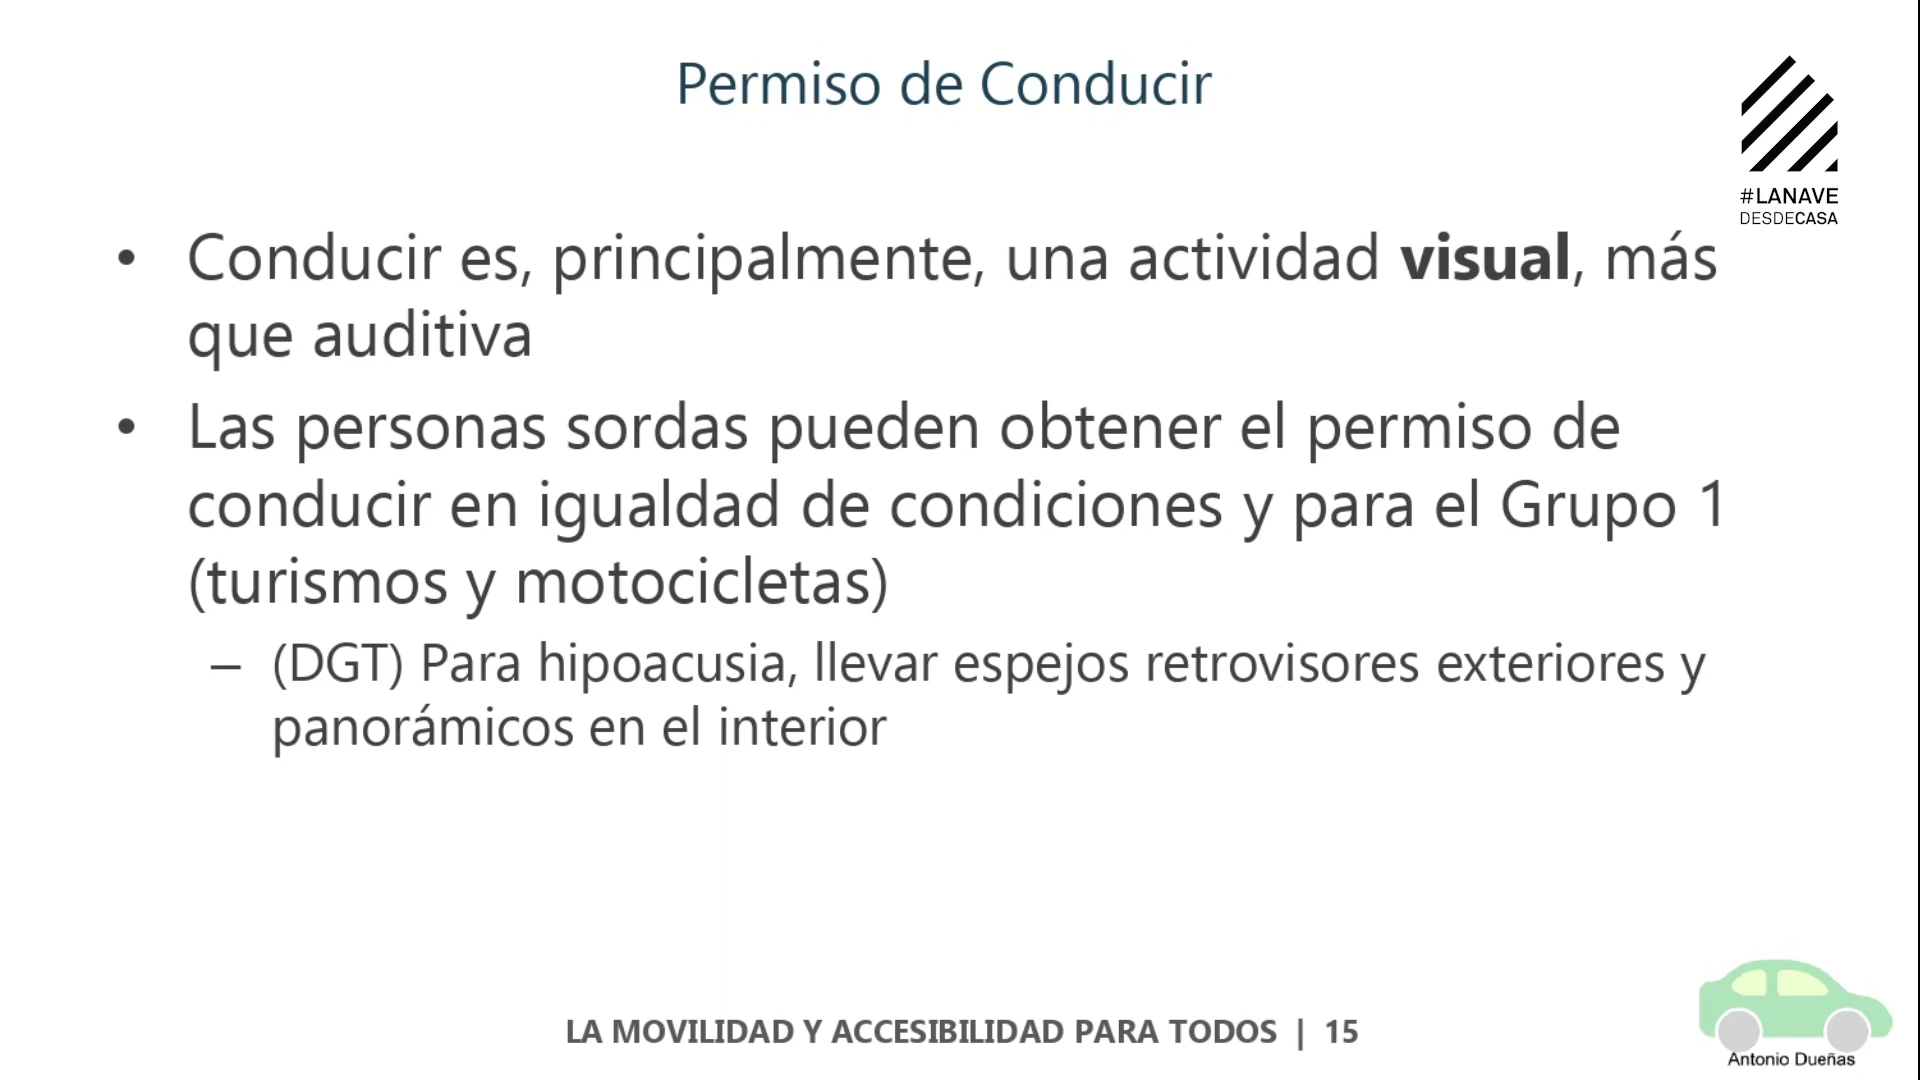 Permiso de Conducir
#LANAVE
DESDECASA
• Conducir es, principalmente, una actividad visual, más
que auditiva
• Las personas sordas pueden obtener el permiso de
conducir en igualdad de condiciones y para el Grupo 1
(turismos y motocicletas)
– (DGT) Para hipoacusia, llevar espejos retrovisores exteriores y
panorámicos en el interior
LA MOVILIDAD Y ACCESIBILIDAD PARA TODOS | 15
Antonio Dueñas